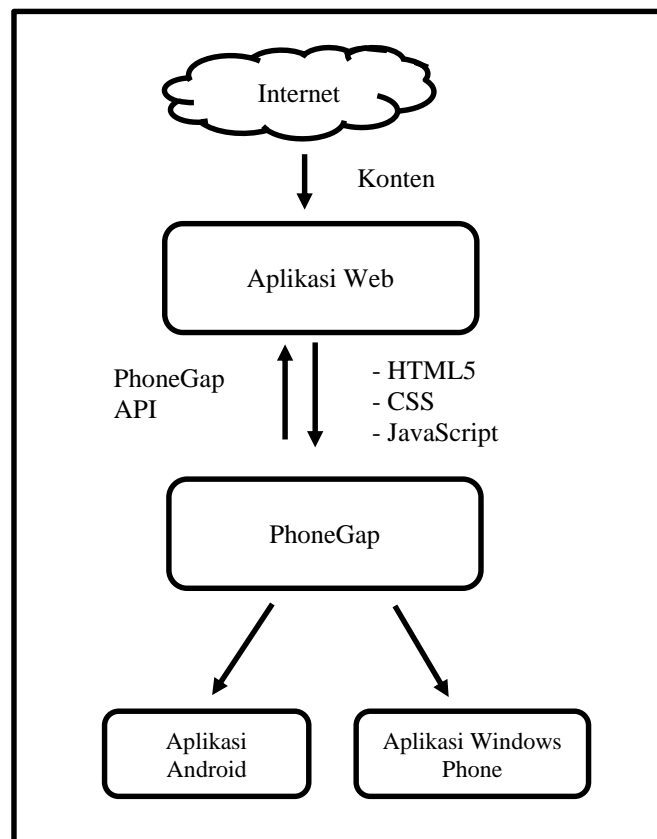 Internet
Konten
Aplikasi Web
PhoneGap
API
- HTML5
- CSS
- JavaScript
PhoneGap
Aplikasi
Android
Aplikasi Windows
Phone